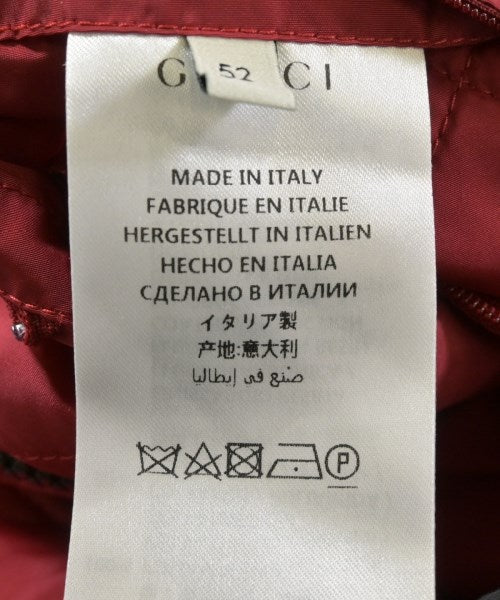 G CI
52
MADE IN ITALY
FABRIQUE EN ITALIE
HERGESTELLT IN ITALIEN
HECHO EN ITALIA
СДЕЛАНО В ИТАЛИИ
イタリア製
产地:意大利
صنع في إيطاليا
P